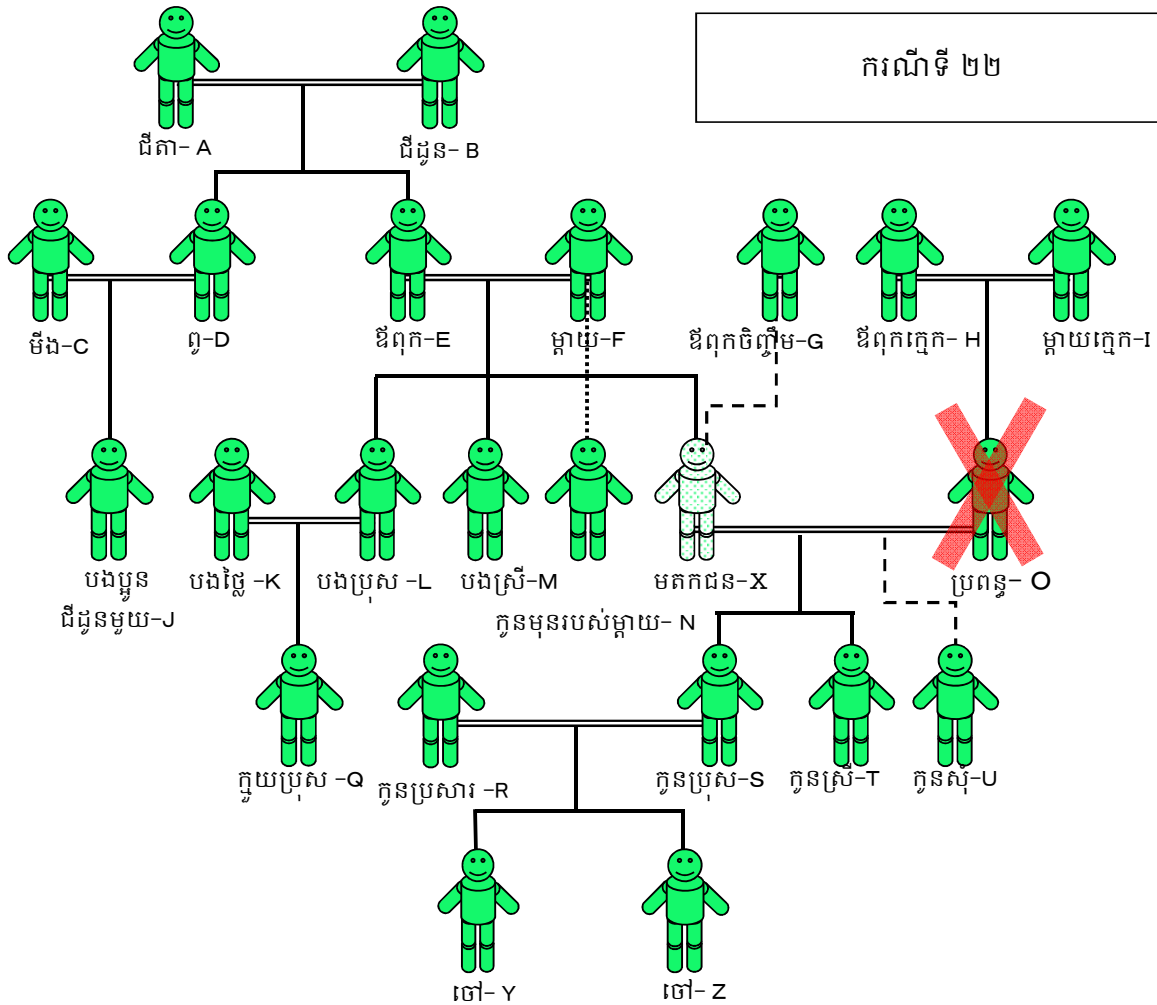 ករណីទី ២២
ជីតា- A
ជីដូន- B
មីង-C
ពូ-D
ឪពុក-E
ម្តាយ-F
ឪពុកចិញ្ចឹម-G
ឪពុកក្មេក- H
ម្តាយក្មេក-I
បងប្អូន
ជីដូនមួយ-J
បងថ្លៃ -K
បងប្រុស -L
បងស្រី-M
កូនមុនរបស់ម្តាយ- N
មតកជន-X
ប្រពន្ធ- O
ក្មួយប្រុស -Q
កូនប្រសារ -R
កូនប្រុស-S
កូនស្រី-T
កូនសុំ-U
ចៅ- Y
ចៅ- Z